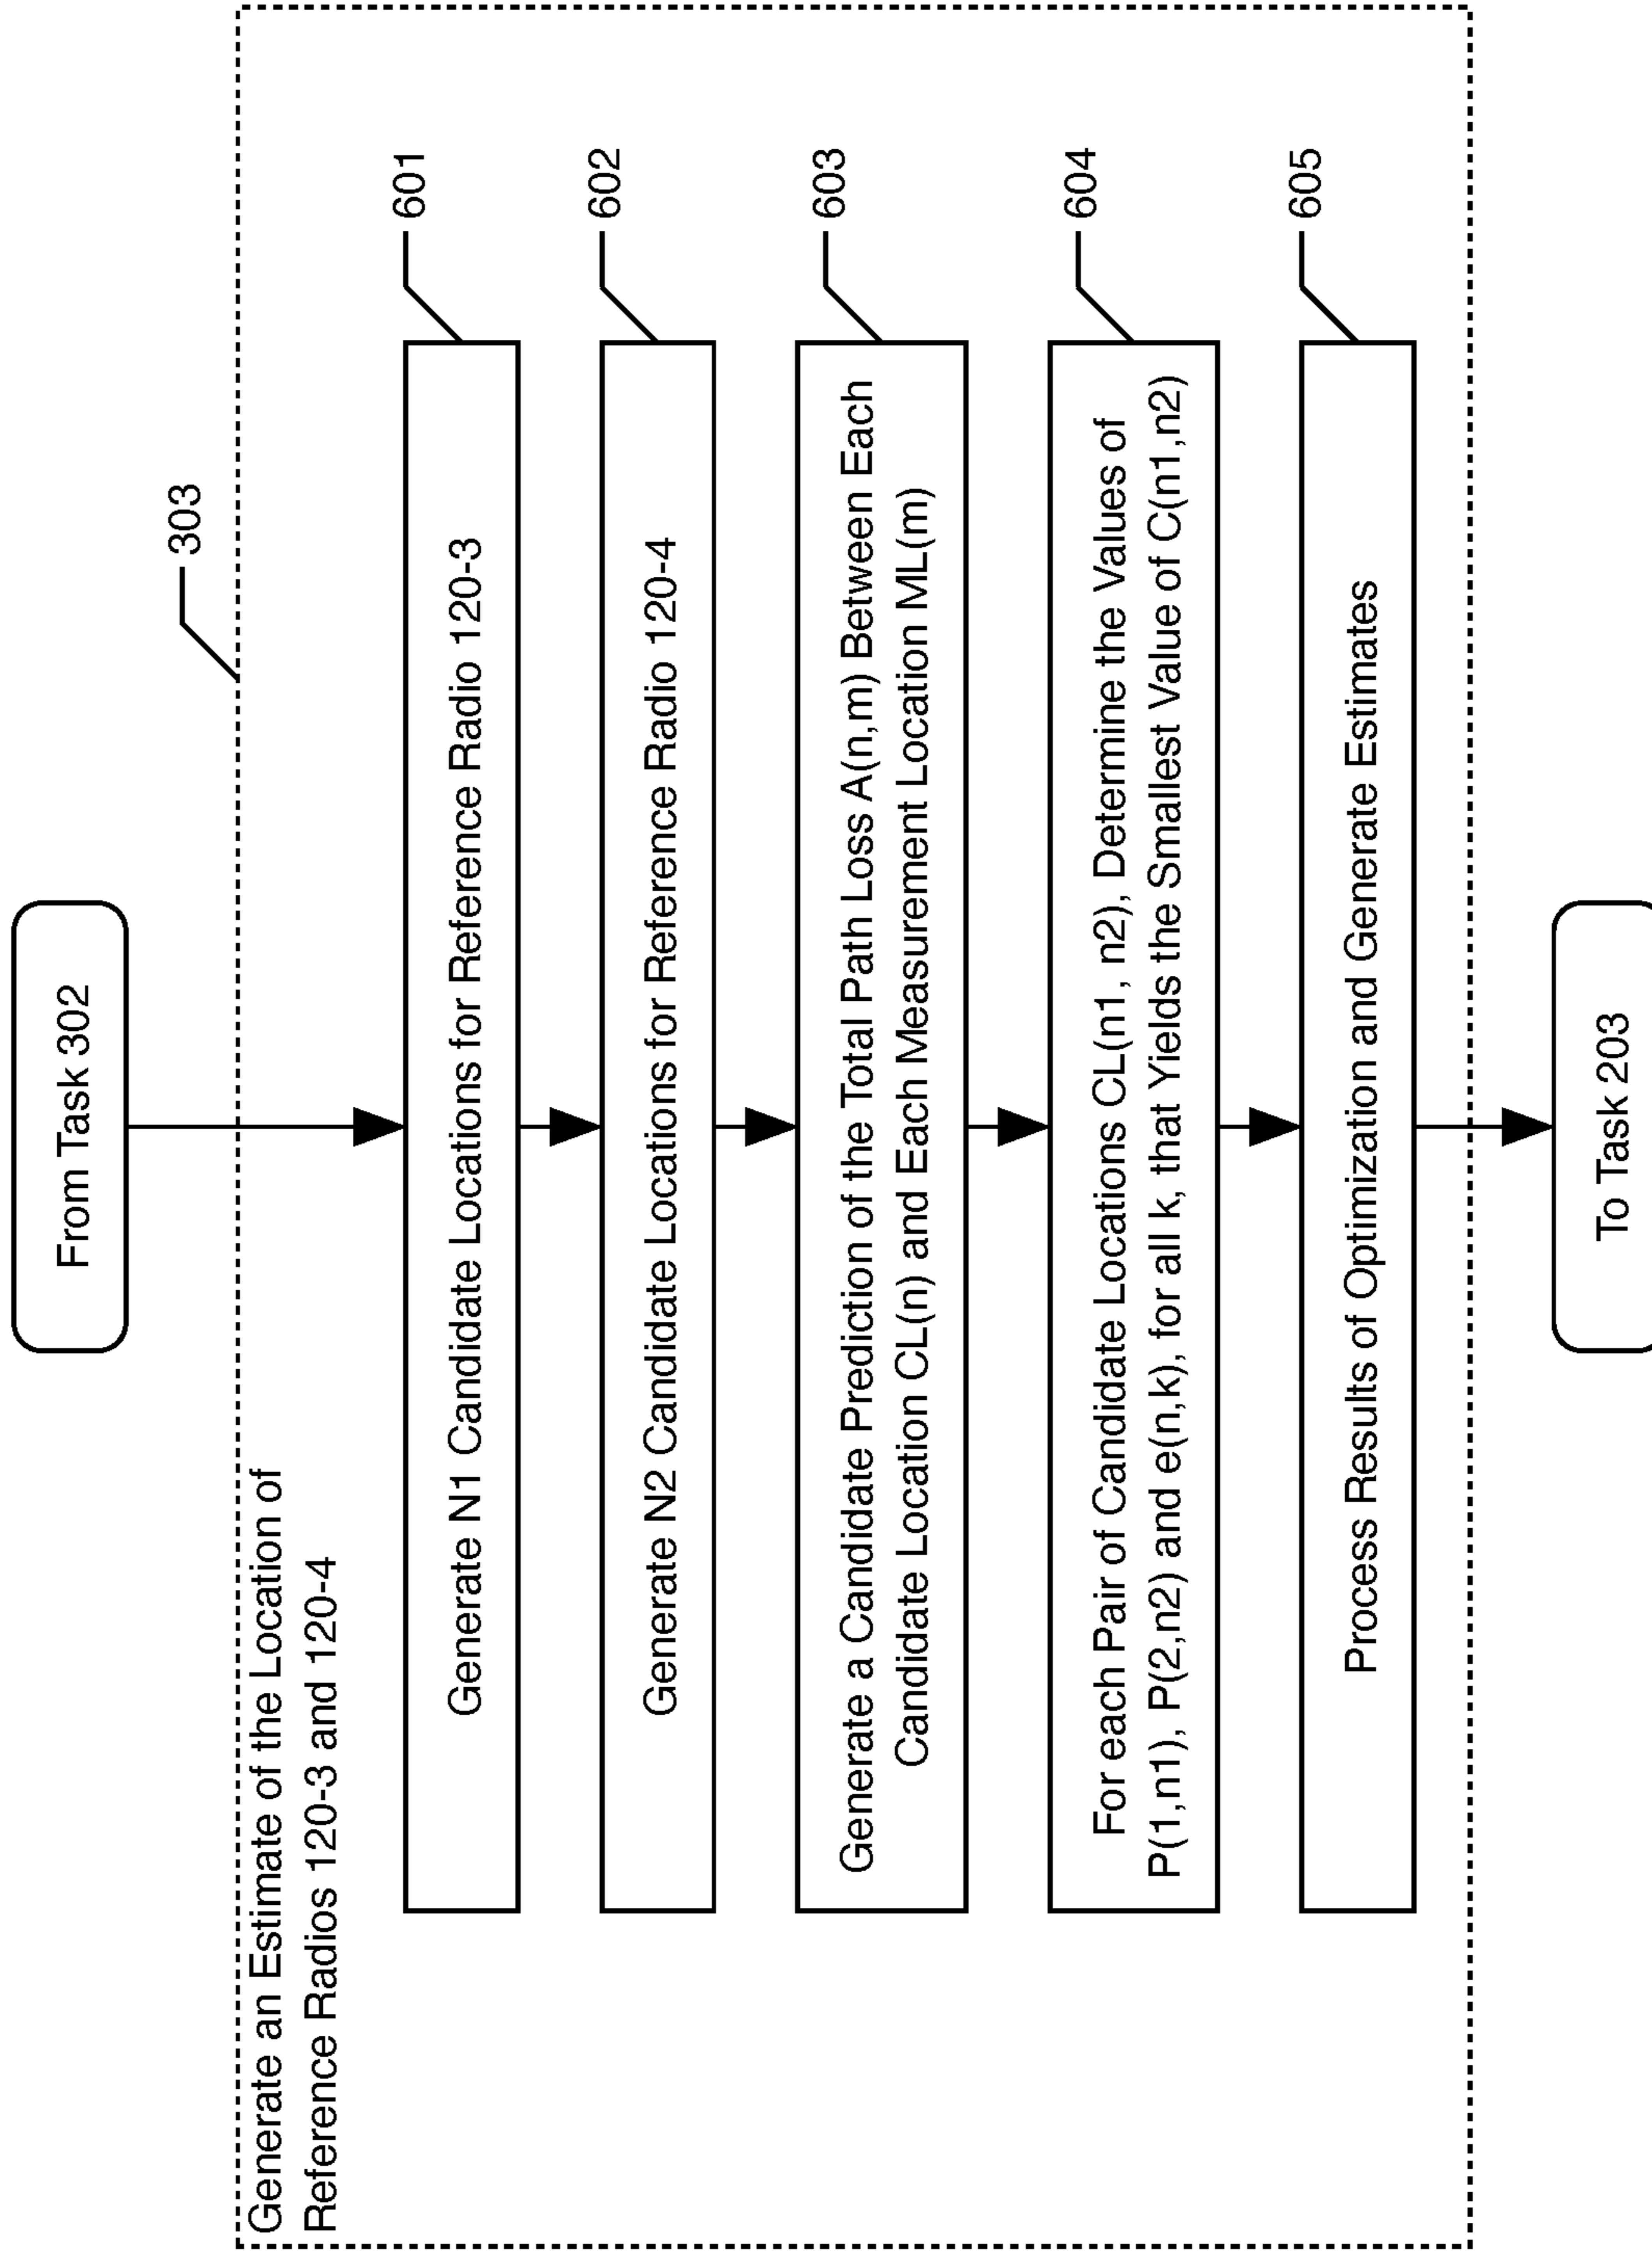 From Task 302
303
Generate an Estimate of the Location of
Reference Radios 120-3 and 120-4
601
Generate N1 Candidate Locations for Reference Radio 120-3
602
Generate N2 Candidate Locations for Reference Radio 120-4
603
Generate a Candidate Prediction of the Total Path Loss A(n,m) Between Each
Candidate Location CL(n) and Each Measurement Location ML(m)
604
For each Pair of Candidate Locations CL(n1, n2), Determine the Values of
P(1,n1), P(2,n2) and e(n,k), for all k, that Yields the Smallest Value of C(n1,n2)
605
Process Results of Optimization and Generate Estimates
To Task 203